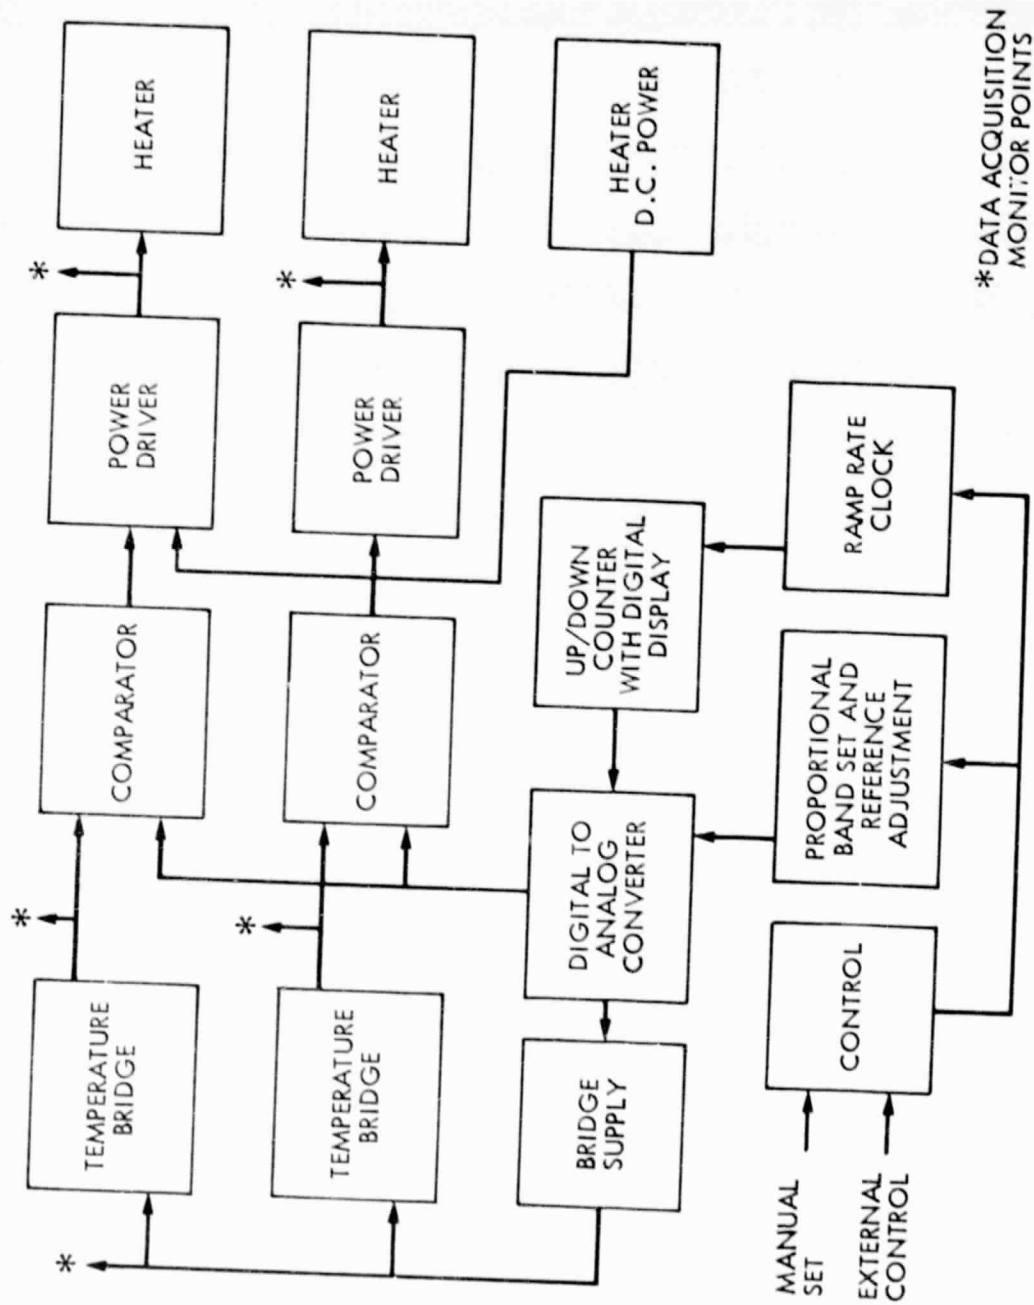 *
TEMPERATURE
BRIDGE
*
COMPARATOR
POWER
DRIVER
*
HEATER
TEMPERATURE
BRIDGE
*
COMPARATOR
POWER
DRIVER
*
HEATER
BRIDGE
SUPPLY
DIGITAL TO
ANALOG
CONVERTER
UP/DOWN
COUNTER
WITH DIGITAL
DISPLAY
HEATER
D.C. POWER
MANUAL
SET
EXTERNAL
CONTROL
CONTROL
PROPORTIONAL
BAND SET AND
REFERENCE
ADJUSTMENT
RAMP RATE
CLOCK
*DATA ACQUISITION
MONITOR POINTS